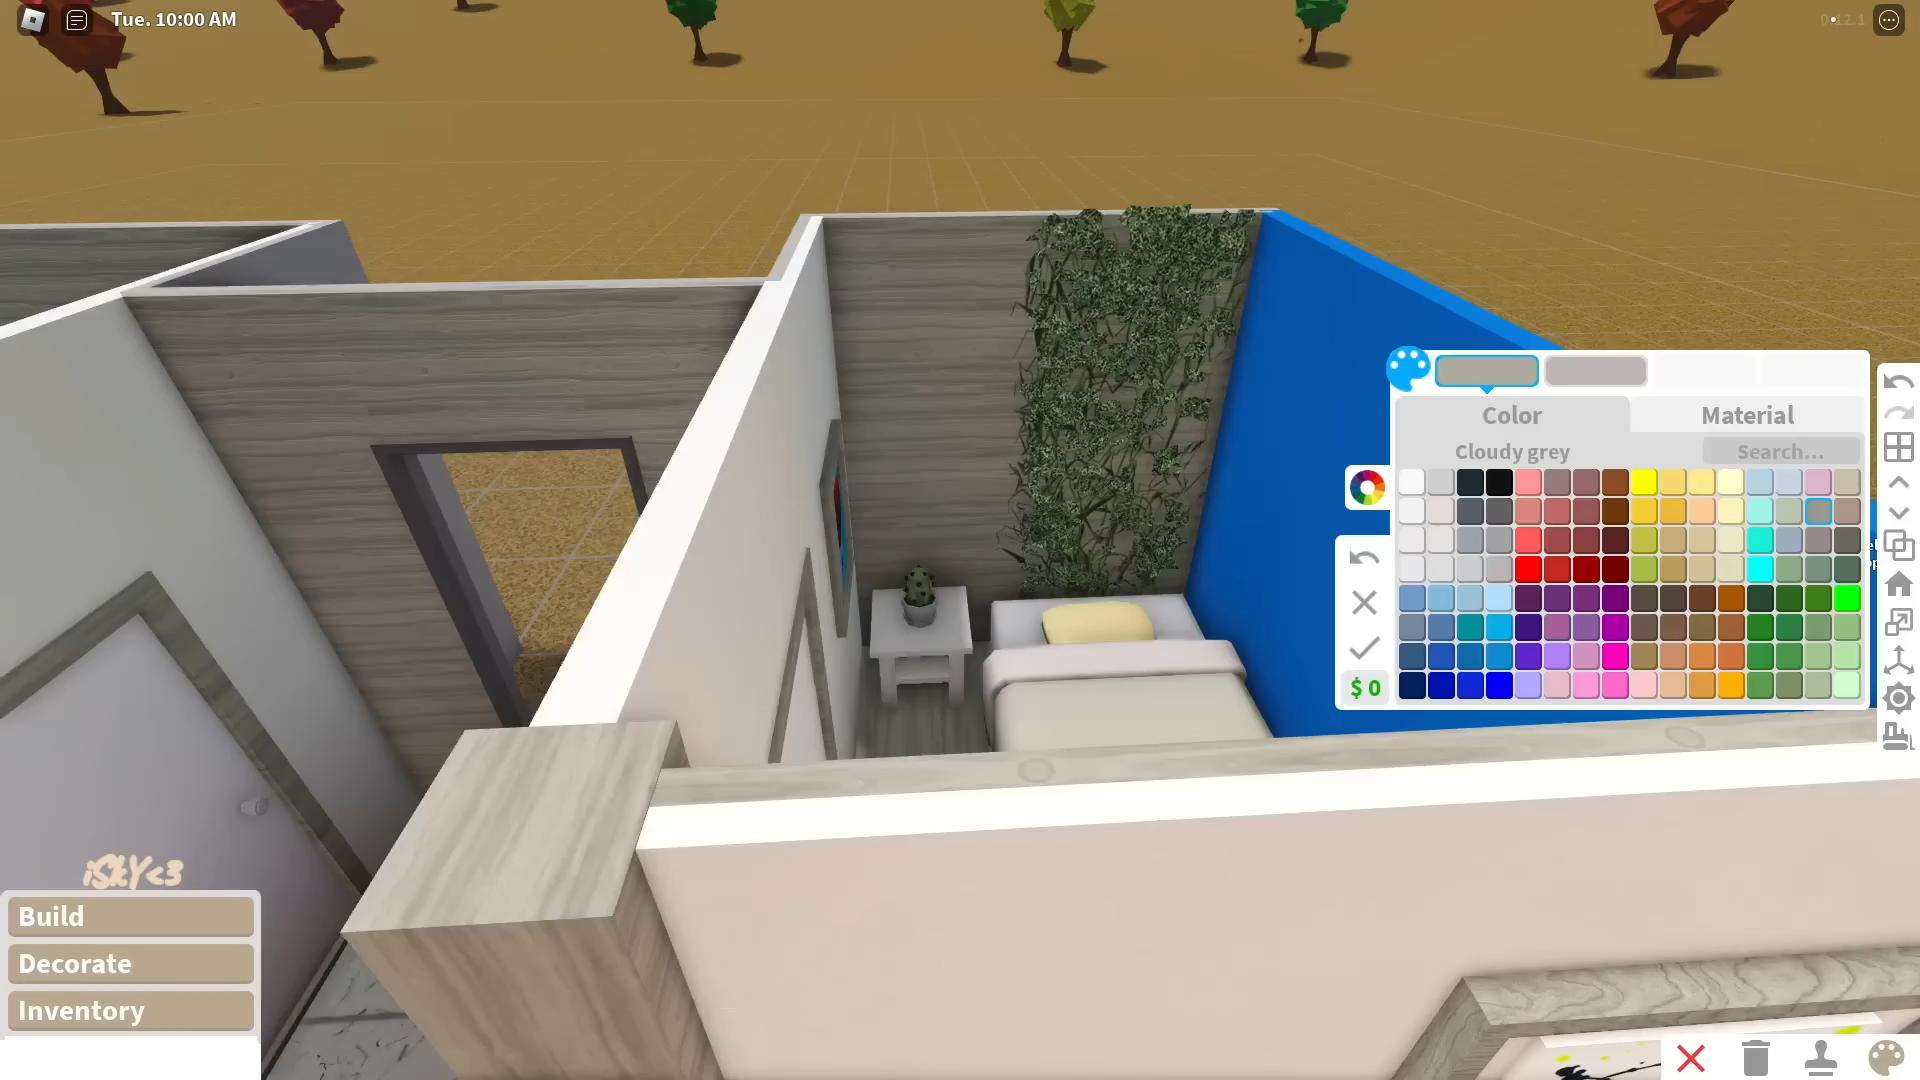 Tue. 10:00 AM
Color
Material
Cloudy grey
Search...
$ 0
iSkY<3
Build
Decorate
Inventory